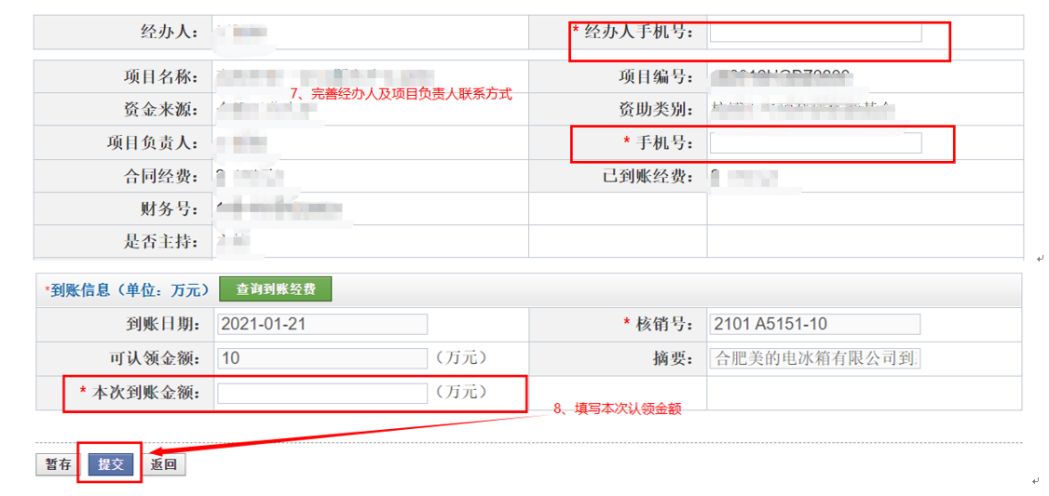 经办人：
* 经办人手机号：
项目名称：
项目编号：
7、完善经办人及项目负责人联系方式
资金来源：
资助类别：
项目负责人：
* 手机号：
合同经费：
已到账经费：
财务号：
是否主持：
*到账信息（单位：万元） 查询到账经费
到账日期： 2021-01-21
* 核销号： 2101 A5151-10
可认领金额： 10 （万元）
摘要： 合肥美的电冰箱有限公司到
* 本次到账金额： （万元）
8、填写本次认领金额
暂存 提交 返回